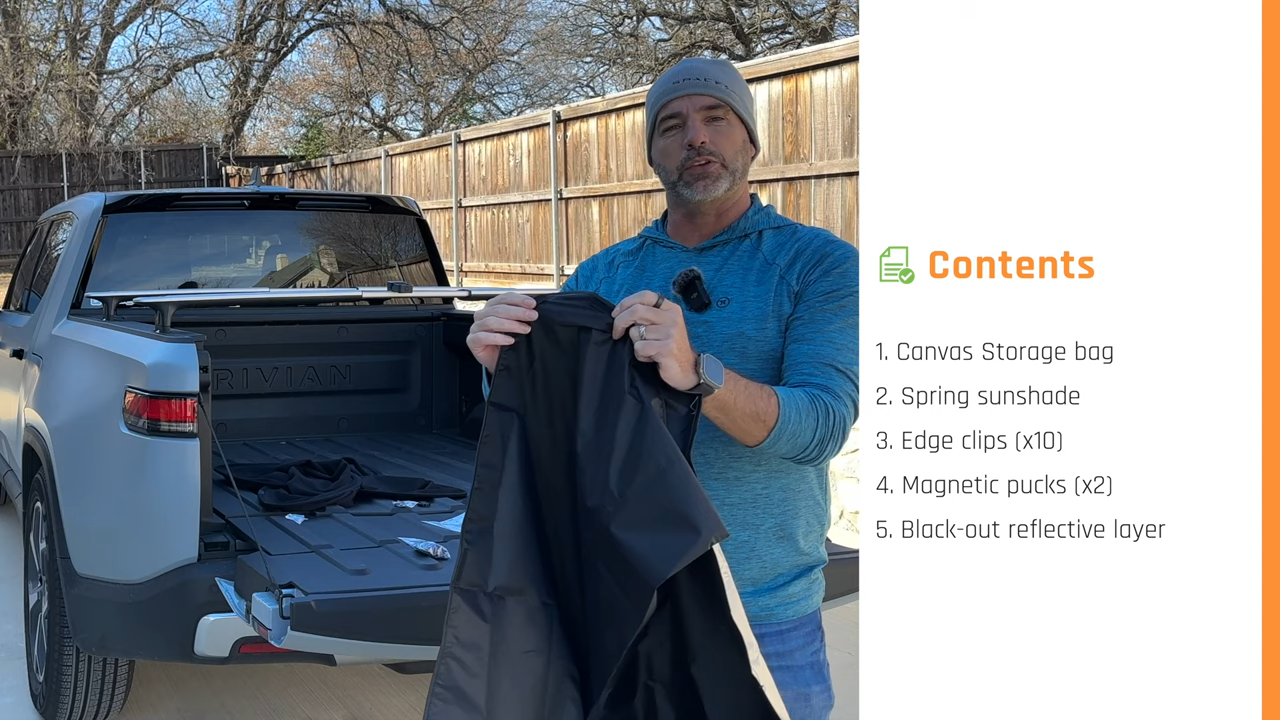 SPACE
RIVIAN
Contents
1. Canvas Storage bag
2. Spring sunshade
3. Edge clips (x10)
4. Magnetic pucks (x2)
5. Black-out reflective layer